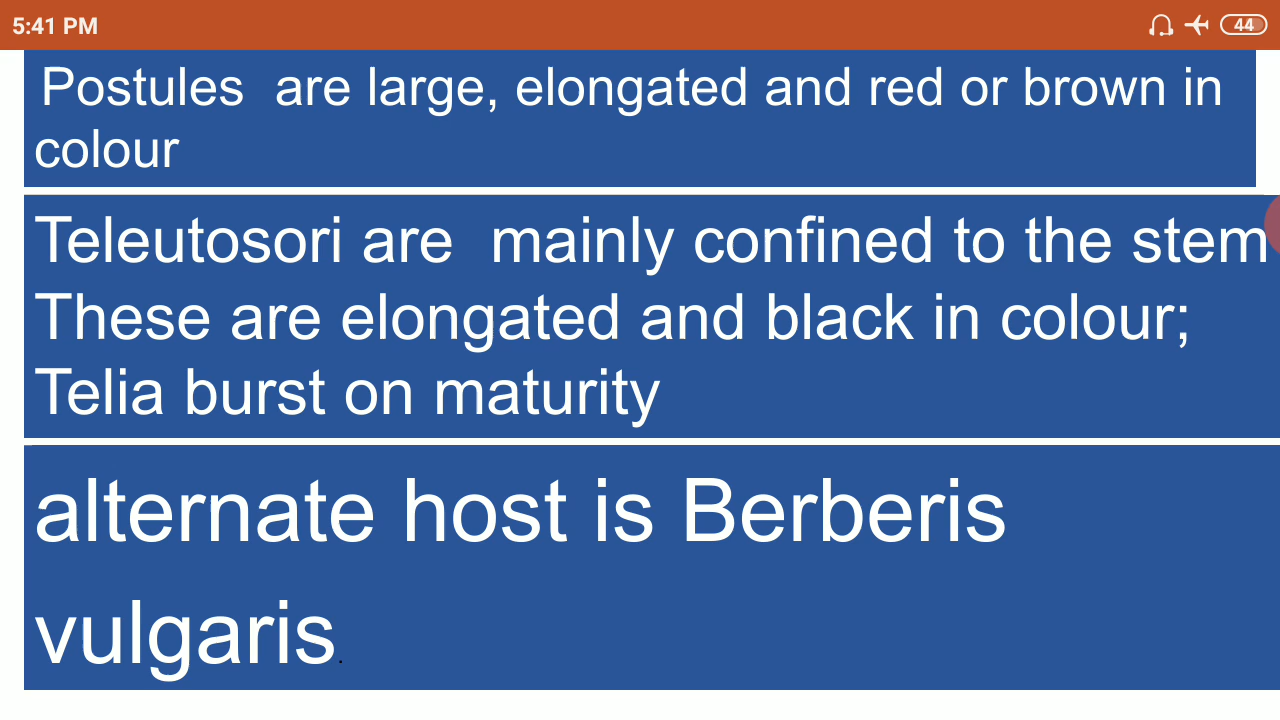 5:41 PM
44
Postules are large, elongated and red or brown in
colour
Teleutosori are mainly confined to the stem
These are elongated and black in colour;
Telia burst on maturity
alternate host is Berberis
vulgaris.